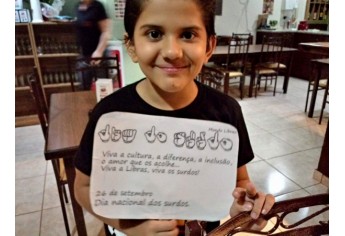 Viva a cultura, a diferença, a inclusão,
o amor que os acolhe...
Viva a Libras, viva os surdos!
26 de setembro
Dia nacional dos surdos